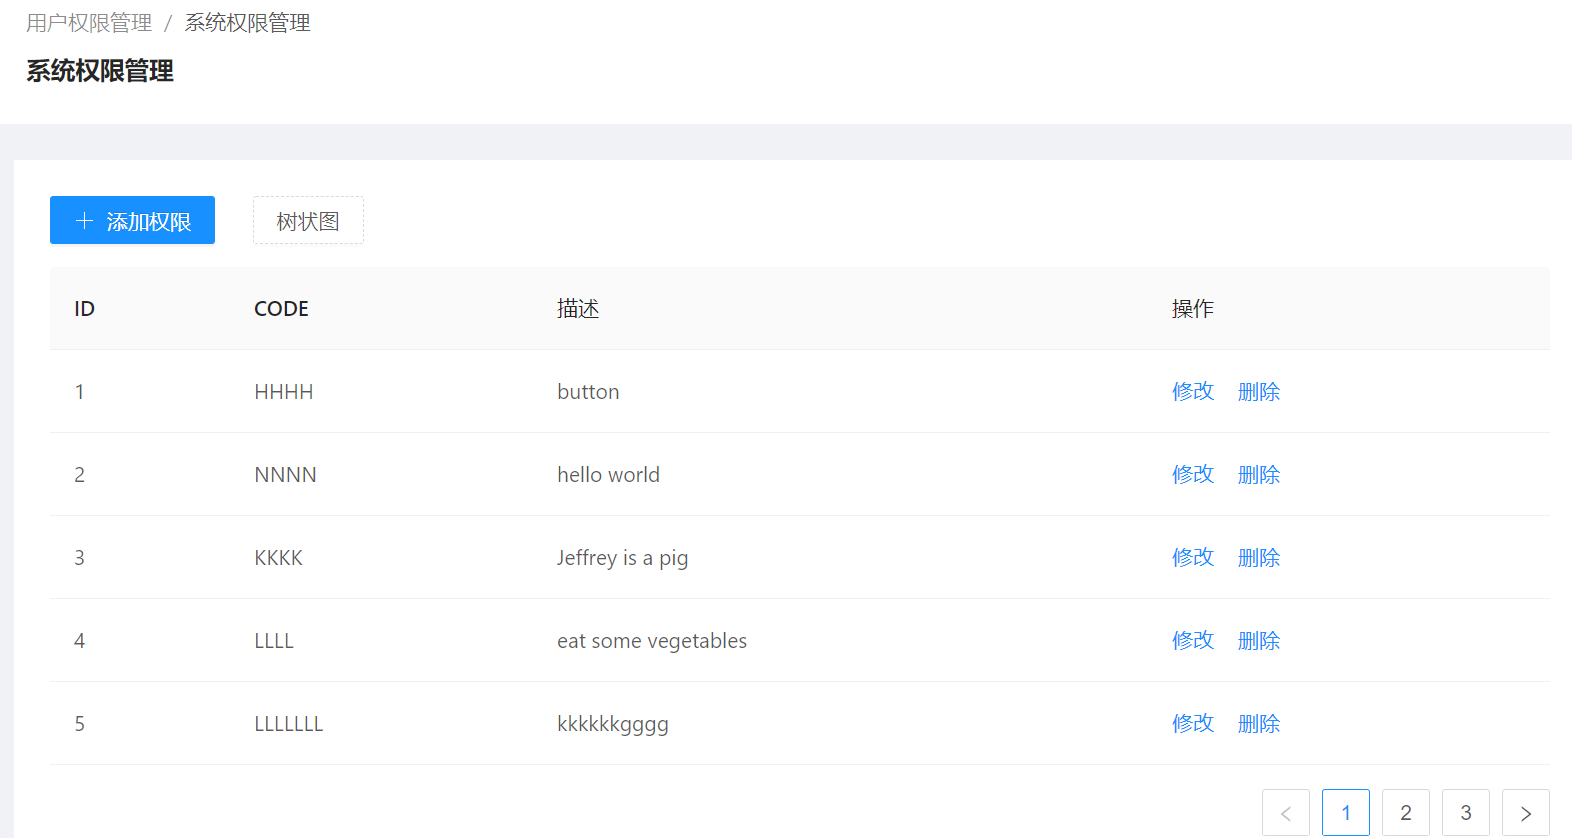 用户权限管理 / 系统权限管理
系统权限管理
添加权限 树状图
ID CODE 描述 操作
1 HHHH button 修改 删除
2 NNNN hello world 修改 删除
3 KKKK Jeffrey is a pig 修改 删除
4 LLLL eat some vegetables 修改 删除
5 LLLLLLL kkkkkkgggg 修改 删除
< 1 2 3 >